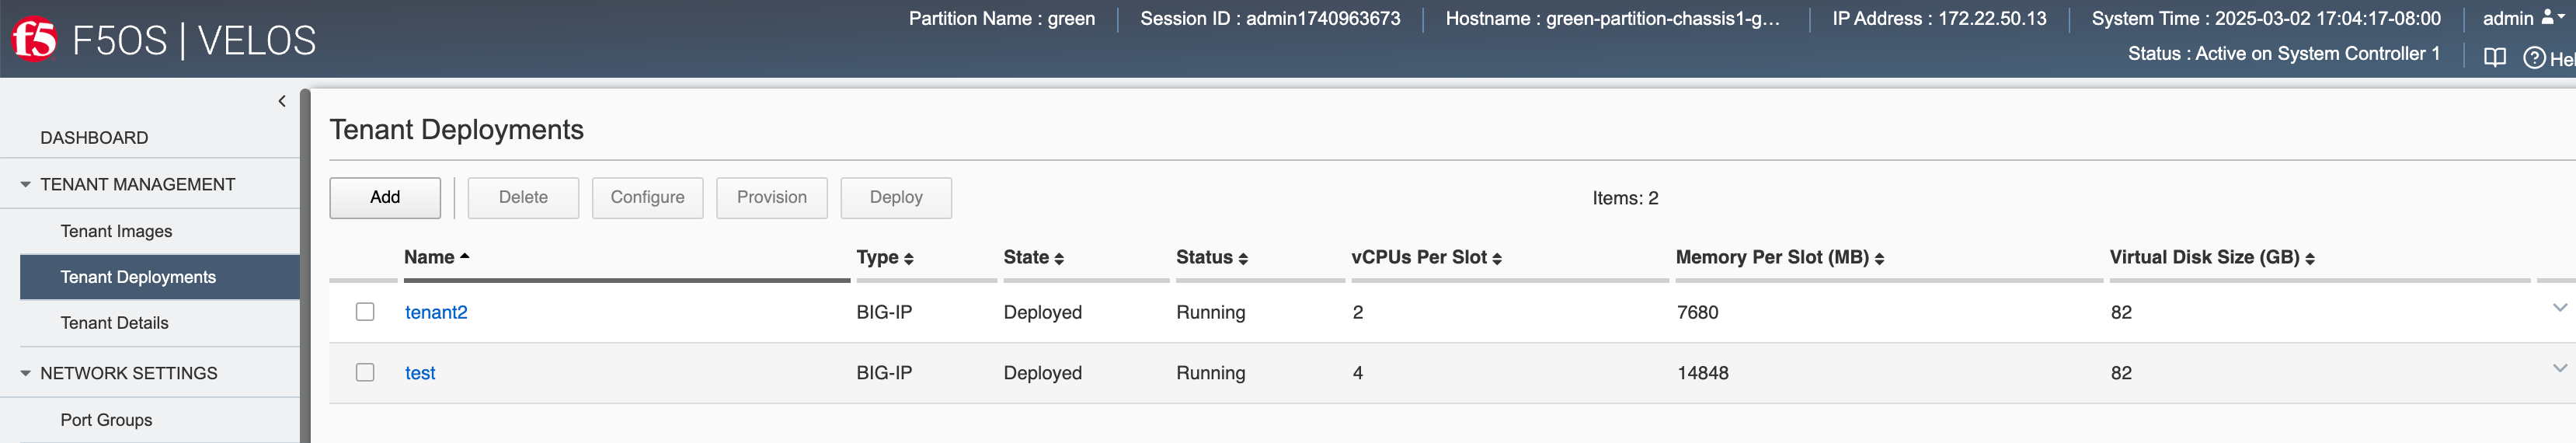 Partition Name : green Session ID : admin1740963673 Hostname : green-partition-chassis1-g... IP Address : 172.22.50.13 System Time : 2025-03-02 17:04:17-08:00 admin
f5 F5OS | VELOS
Status : Active on System Controller 1 Hel
DASHBOARD
TENANT MANAGEMENT
Tenant Images
Tenant Deployments
Tenant Details
NETWORK SETTINGS
Port Groups
Tenant Deployments
Add Delete Configure Provision Deploy Items: 2
Name Type State Status vCPUs Per Slot Memory Per Slot (MB) Virtual Disk Size (GB)
tenant2 BIG-IP Deployed Running 2 7680 82
test BIG-IP Deployed Running 4 14848 82